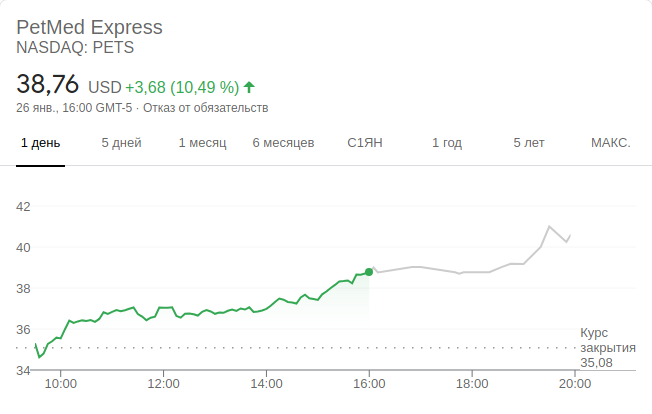 PetMed Express
NASDAQ: PETS
38,76 USD +3,68 (10,49 %)
26 янв., 16:00 GMT-5 · Отказ от обязательств
1 день 5 дней 1 месяц 6 месяцев С1ЯН 1 год 5 лет МАКС.
42
40
38
36
Курс
закрытия
35,08
34
10:00 12:00 14:00 16:00 18:00 20:00